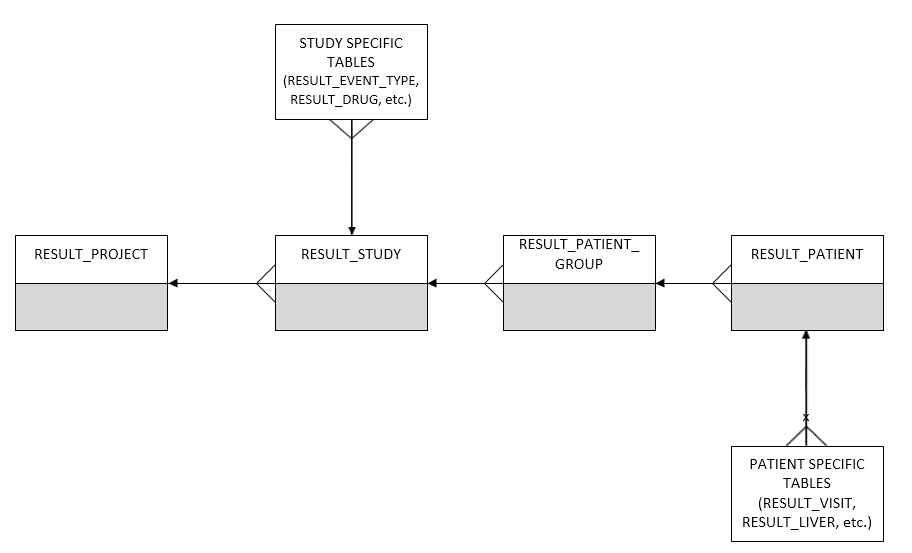 STUDY SPECIFIC
TABLES
(RESULT_EVENT_TYPE,
RESULT_DRUG, etc.)
RESULT_PROJECT
RESULT_STUDY
RESULT_PATIENT_
GROUP
RESULT_PATIENT
x
PATIENT SPECIFIC
TABLES
(RESULT_VISIT,
RESULT_LIVER, etc.)